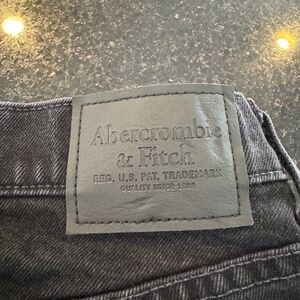 Abercrombie
& Fitch
REG. U.S. PAT. TRADEMARK
QUALITY SINCE 1892